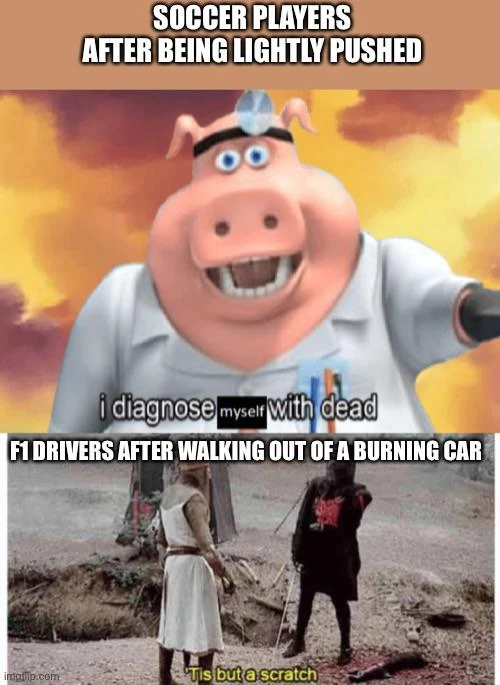 SOCCER PLAYERS
AFTER BEING LIGHTLY PUSHED
i diagnose myself with dead
F1 DRIVERS AFTER WALKING OUT OF A BURNING CAR
'Tis but a scratch
imgflip.com